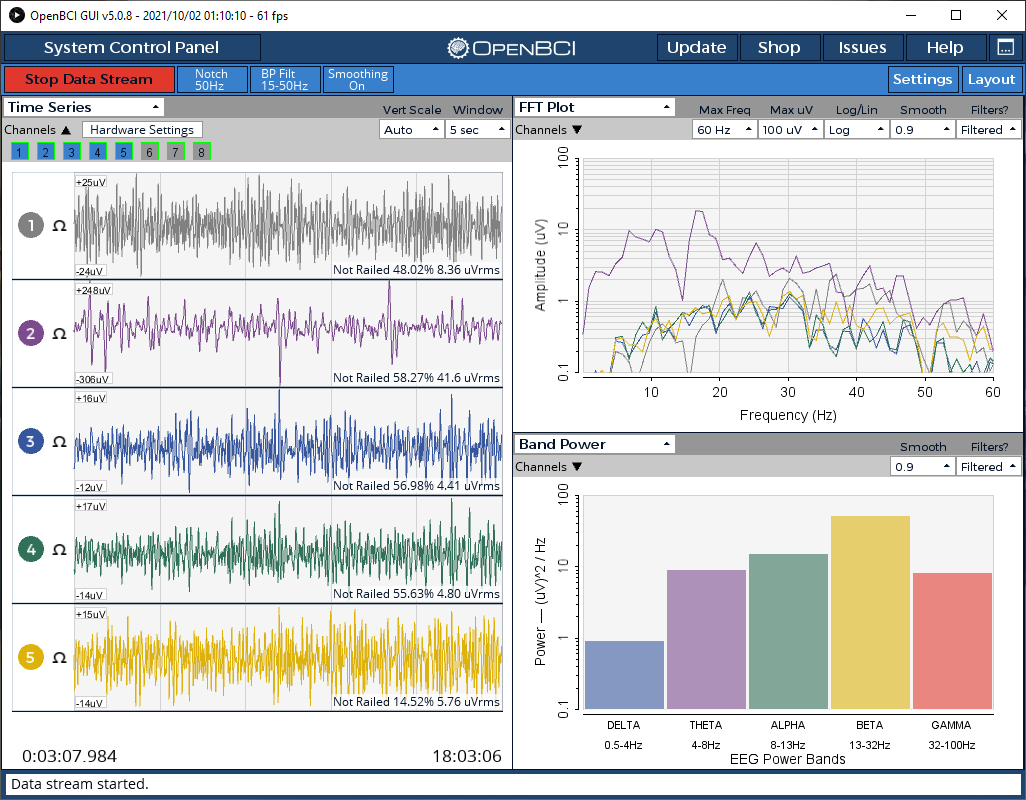 OpenBCI GUI v5.0.8 - 2021/10/02 01:10:10 - 61 fps
System Control Panel
OPENBCI
Update
Shop
Issues
Help
Stop Data Stream
Notch
50Hz
BP Filt
15-50Hz
Smoothing
On
Settings
Layout
Time Series
Vert Scale
Window
Channels
Hardware Settings
Auto
5 sec
1 2 3 4 5 6 7 8
1
Ω
+25uV
-24uV
Not Railed 48.02% 8.36 uVrms
2
Ω
+248uV
-306uV
Not Railed 58.27% 41.6 uVrms
3
Ω
+16uV
-12uV
Not Railed 56.98% 4.41 uVrms
4
Ω
+17uV
-14uV
Not Railed 55.63% 4.80 uVrms
5
Ω
+15uV
-14uV
Not Railed 14.52% 5.76 uVrms
0:03:07.984
18:03:06
FFT Plot
Max Freq
Max uV
Log/Lin
Smooth
Filters?
Channels
60 Hz
100 uV
Log
0.9
Filtered
Amplitude (uV)
100
10
1
0.1
10 20 30 40 50 60
Frequency (Hz)
Band Power
Smooth
Filters?
Channels
0.9
Filtered
Power — (uV)^2 / Hz
100
10
1
0.1
DELTA THETA ALPHA BETA GAMMA
0.5-4Hz 4-8Hz 8-13Hz 13-32Hz 32-100Hz
EEG Power Bands
Data stream started.